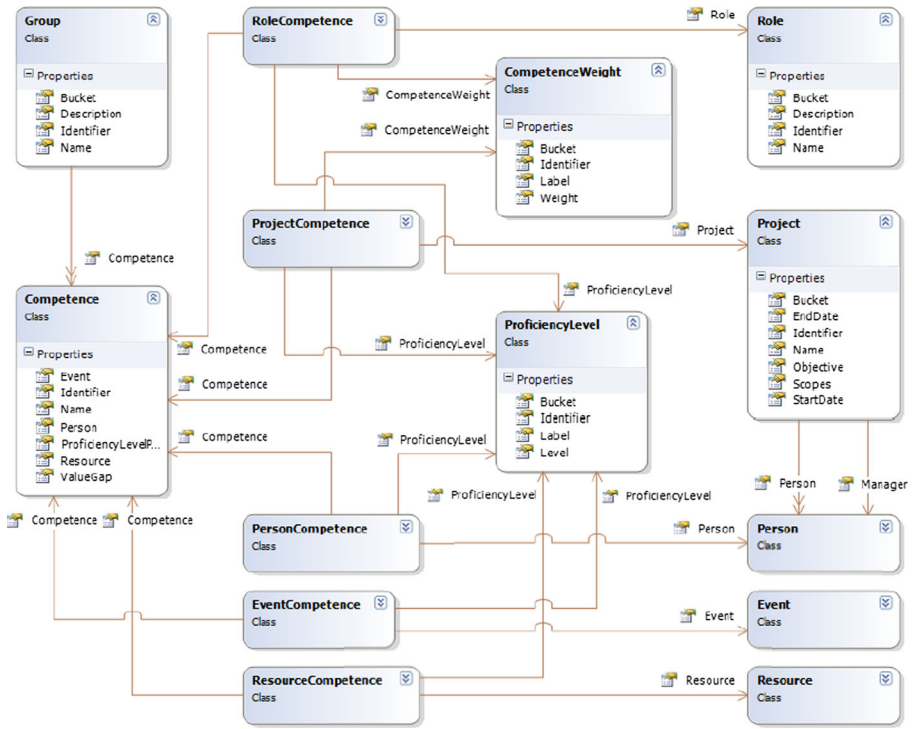 Group
Class
Properties
Bucket
Description
Identifier
Name
Competence
RoleCompetence
Class
Role
Role
Class
Properties
Bucket
Description
Identifier
Name
CompetenceWeight
CompetenceWeight
CompetenceWeight
Class
Properties
Bucket
Identifier
Label
Weight
ProjectCompetence
Class
Project
Project
Class
Properties
Bucket
EndDate
Identifier
Name
Objective
Scopes
StartDate
Person
Manager
Competence
Class
Properties
Event
Identifier
Name
Person
ProficiencyLevelP...
Resource
ValueGap
Competence
Competence
Competence
ProficiencyLevel
ProficiencyLevel
ProficiencyLevel
ProficiencyLevel
Class
Properties
Bucket
Identifier
Label
Level
ProficiencyLevel
ProficiencyLevel
Competence
Competence
PersonCompetence
Class
Person
Person
Class
EventCompetence
Class
Event
Event
Class
ResourceCompetence
Class
Resource
Resource
Class